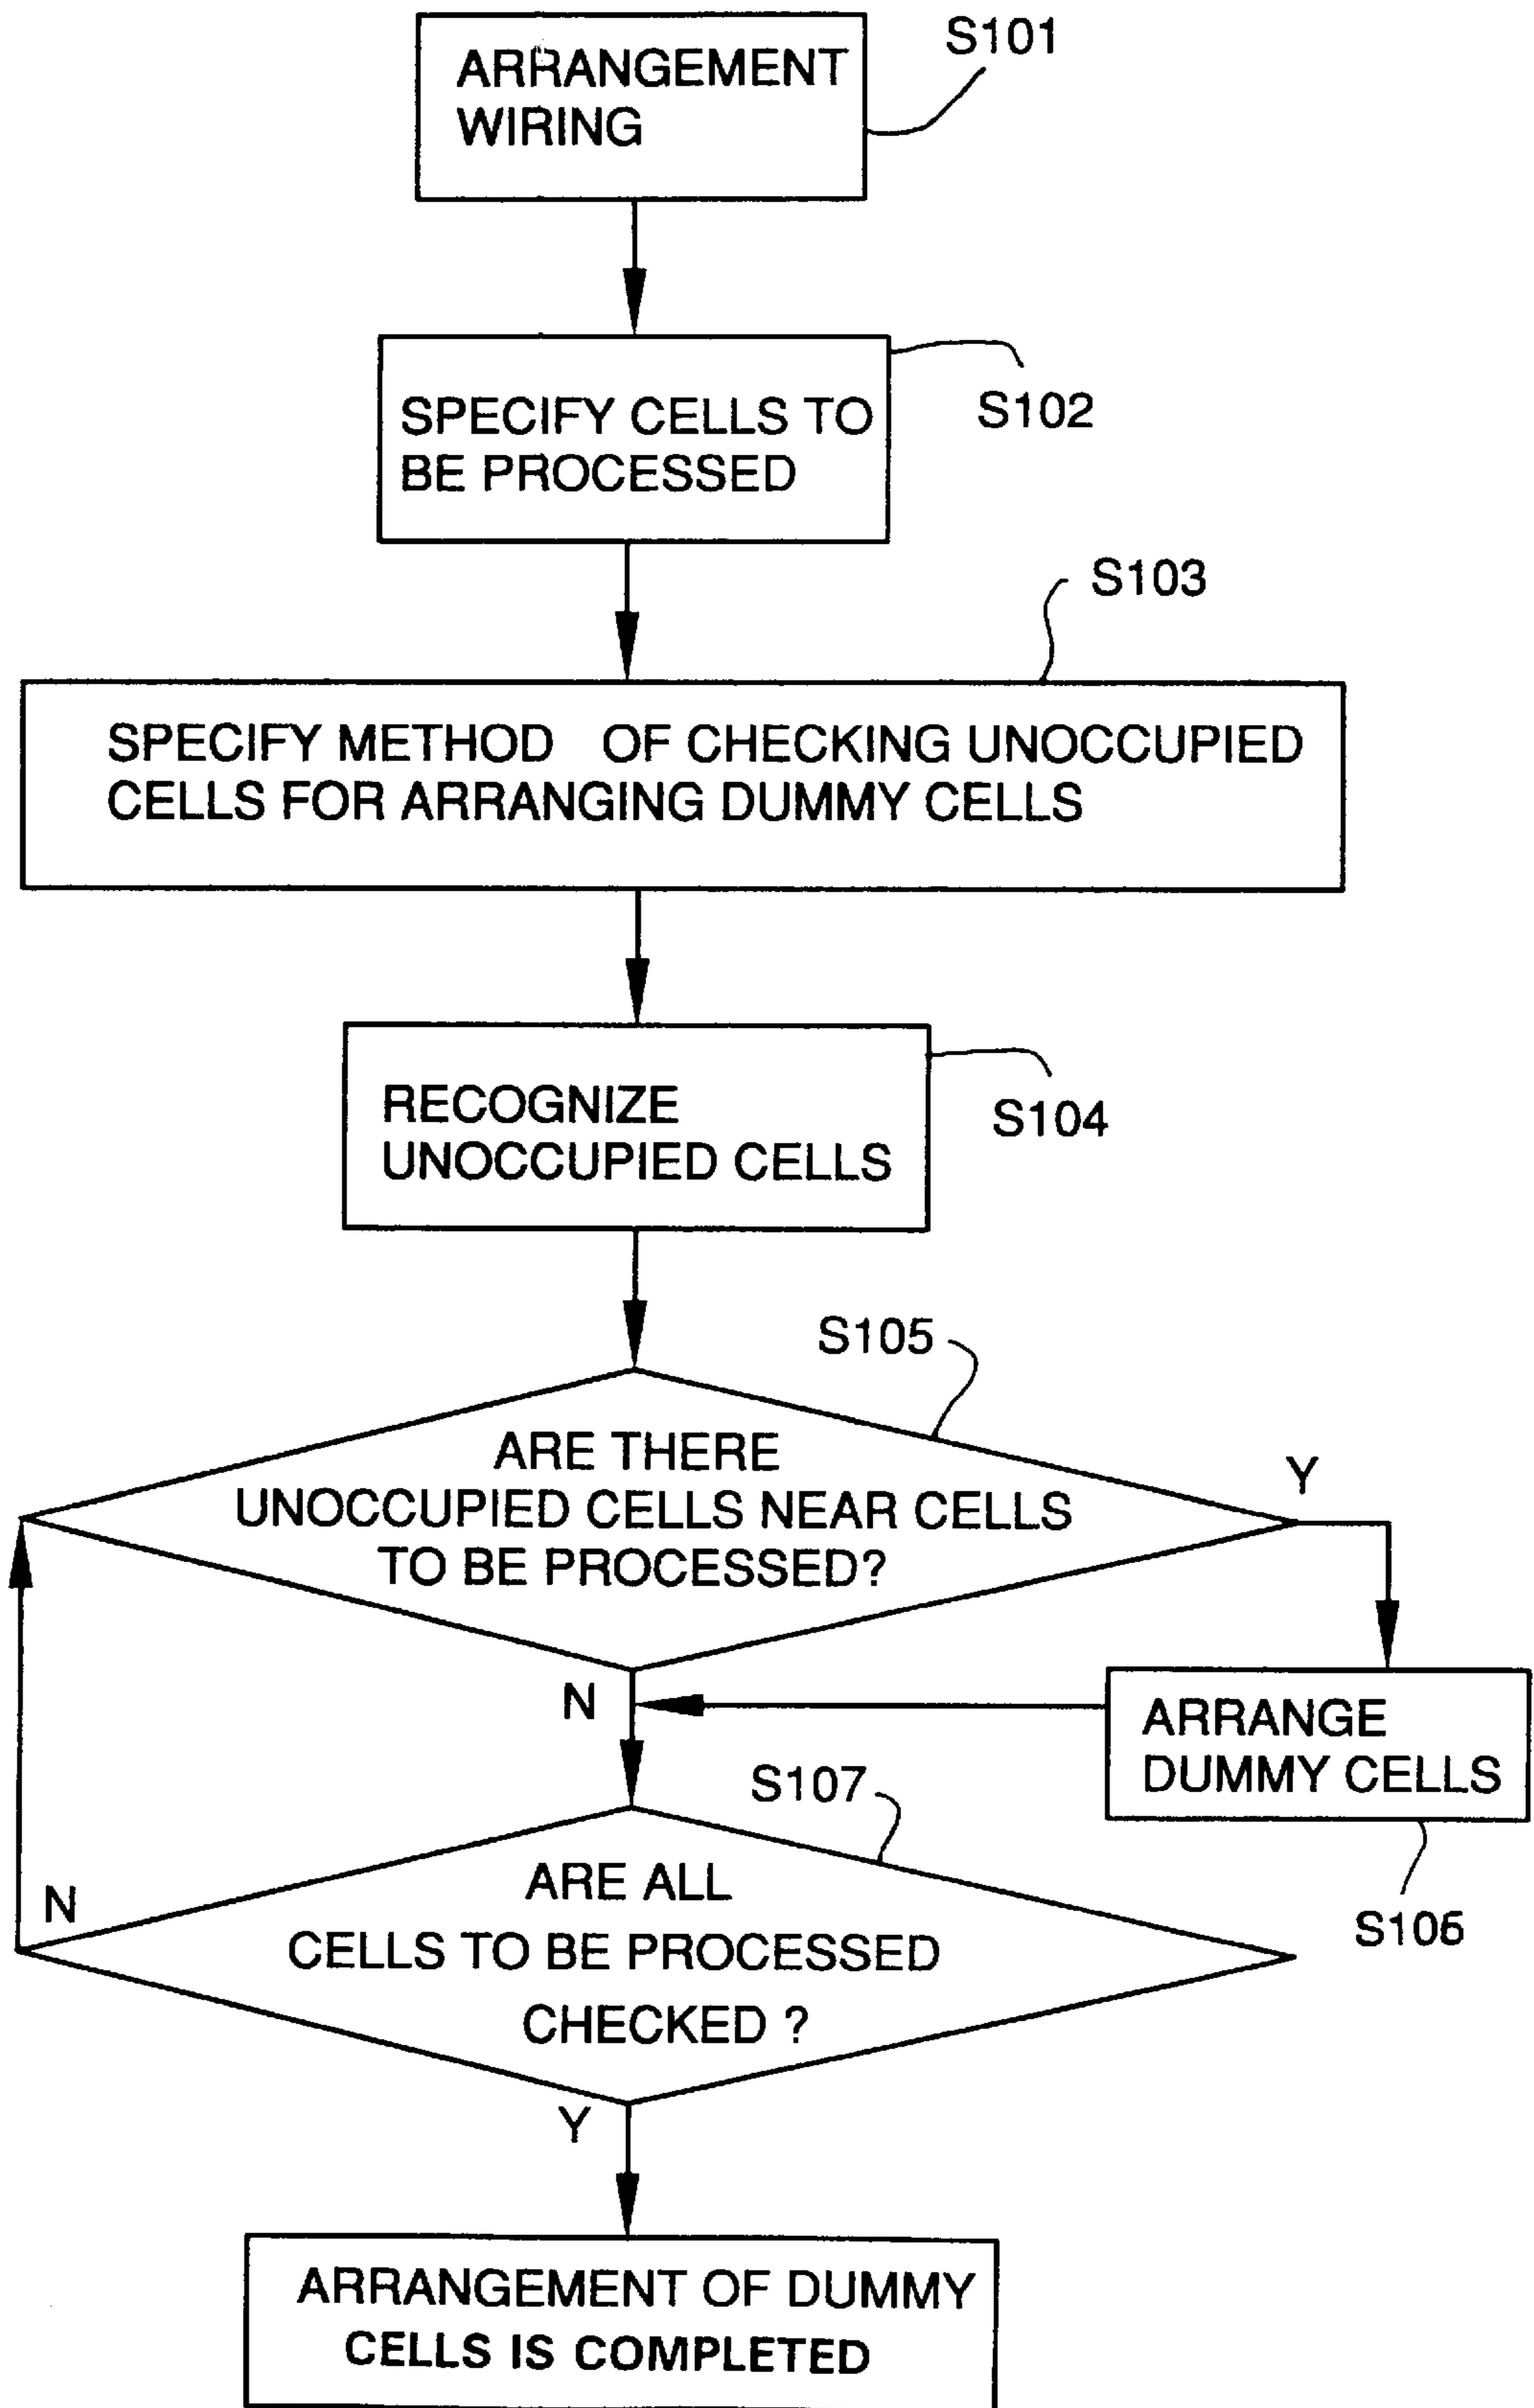 ARRANGEMENT
WIRING
S101
SPECIFY CELLS TO
BE PROCESSED
S102
S103
SPECIFY METHOD OF CHECKING UNOCCUPIED
CELLS FOR ARRANGING DUMMY CELLS
RECOGNIZE
UNOCCUPIED CELLS
S104
S105
ARE THERE
UNOCCUPIED CELLS NEAR CELLS
TO BE PROCESSED?
Y
N
ARRANGE
DUMMY CELLS
S106
S107
ARE ALL
CELLS TO BE PROCESSED
CHECKED ?
N
Y
ARRANGEMENT OF DUMMY
CELLS IS COMPLETED